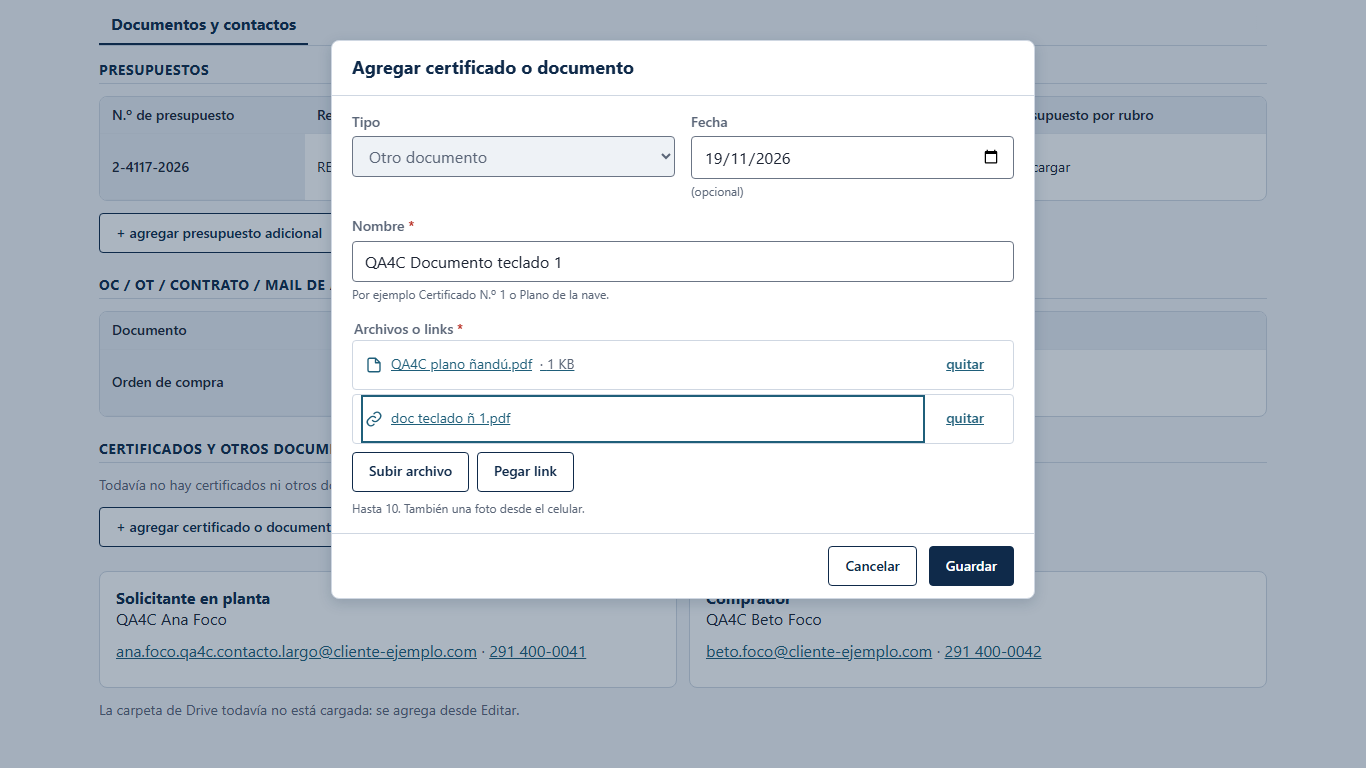 Documentos y contactos
PRESUPUESTOS
N.º de presupuesto
2-4117-2026
+ agregar presupuesto adicional
OC / OT / CONTRATO / MAIL DE
Documento
Orden de compra
CERTIFICADOS Y OTROS
Todavía no hay certificados ni otros
+ agregar certificado o
Agregar certificado o documento
Tipo
Otro documento
Fecha
19/11/2026
(opcional)
Nombre *
QA4C Documento teclado 1
Por ejemplo Certificado N.º 1 o Plano de la nave.
Archivos o links *
QA4C plano ñandú.pdf · 1 KB quitar
doc teclado ñ 1.pdf quitar
Subir archivo Pegar link
Hasta 10. También una foto desde el celular.
Cancelar Guardar
por rubro
Solicitante en planta
QA4C Ana Foco
ana.foco.qa4c.contacto.largo@cliente-ejemplo.com · 291 400-0041
Comprador
QA4C Beto Foco
beto.foco@cliente-ejemplo.com · 291 400-0042
La carpeta de Drive todavía no está cargada: se agrega desde Editar.